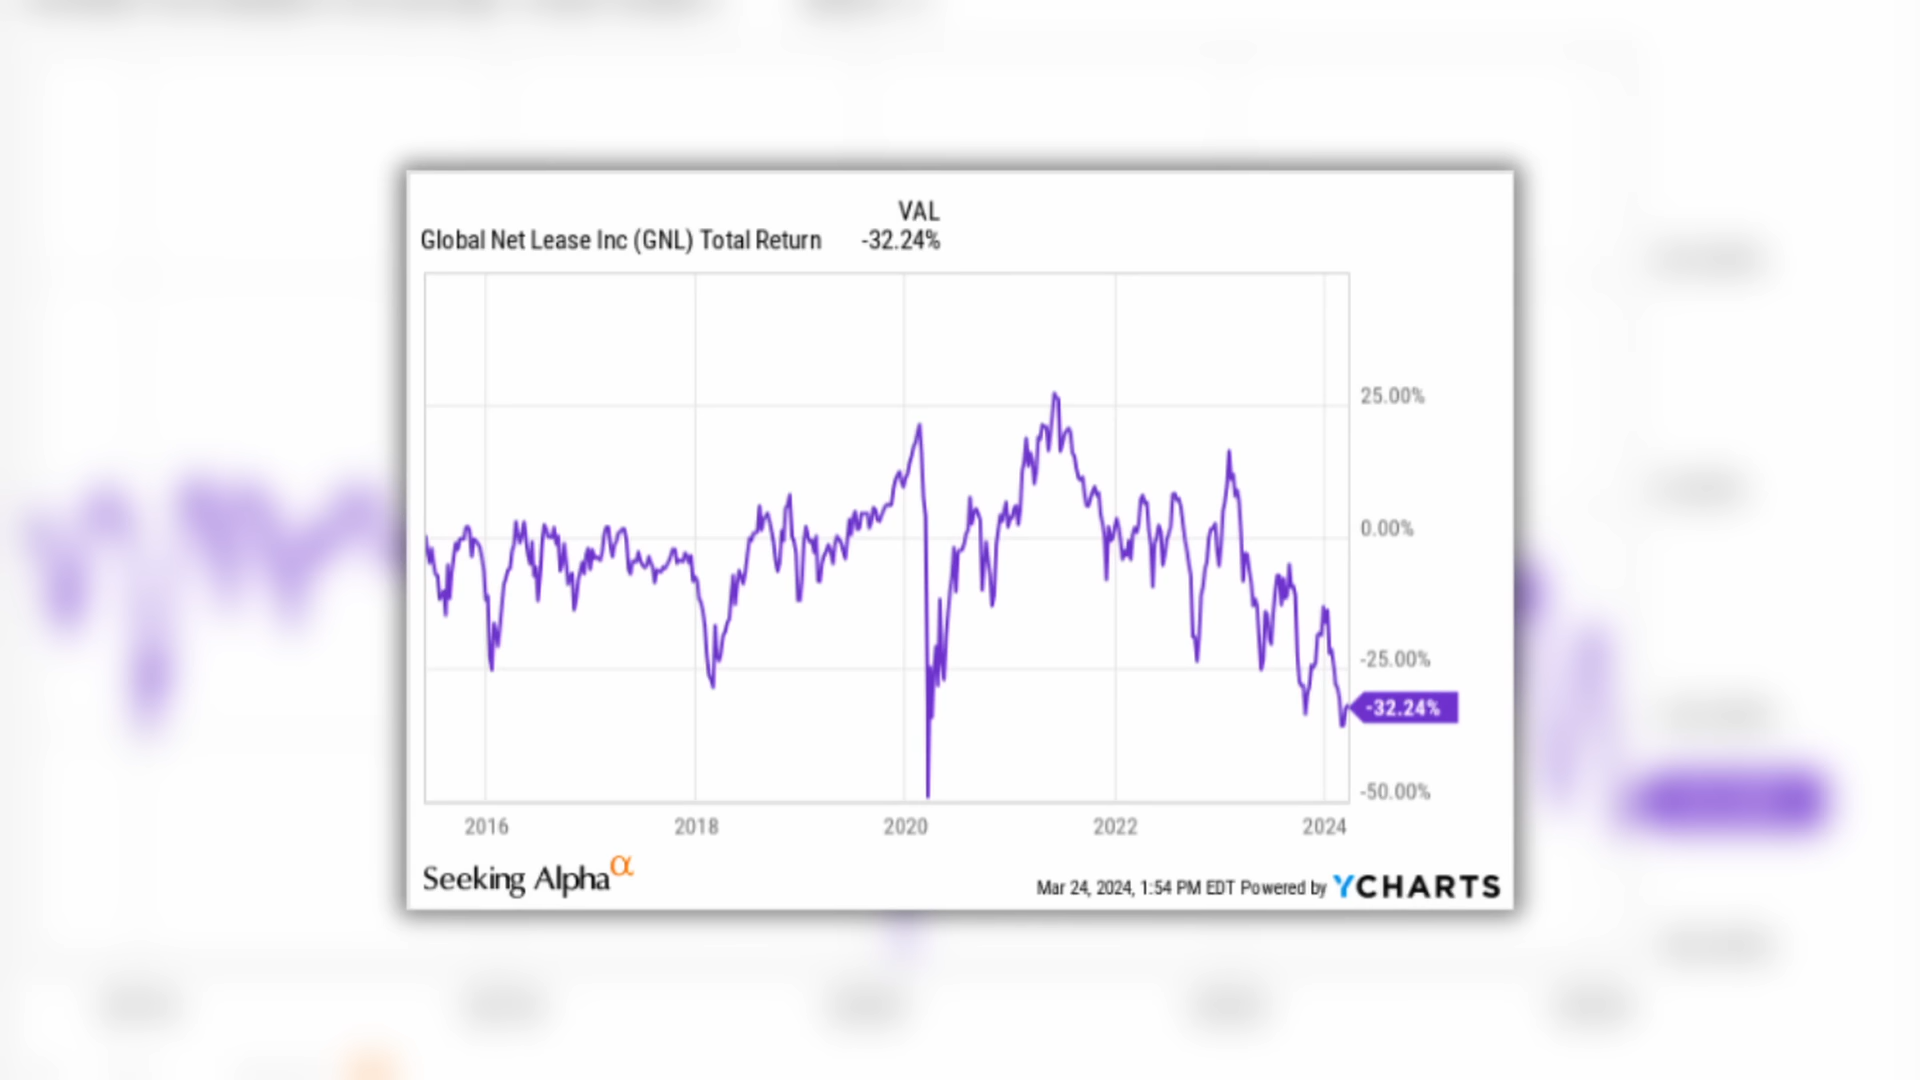 VAL
Global Net Lease Inc (GNL) Total Return -32.24%
25.00%
0.00%
-25.00%
-32.24%
-50.00%
2016 2018 2020 2022 2024
Seeking Alpha α
Mar 24, 2024, 1:54 PM EDT Powered by YCHARTS